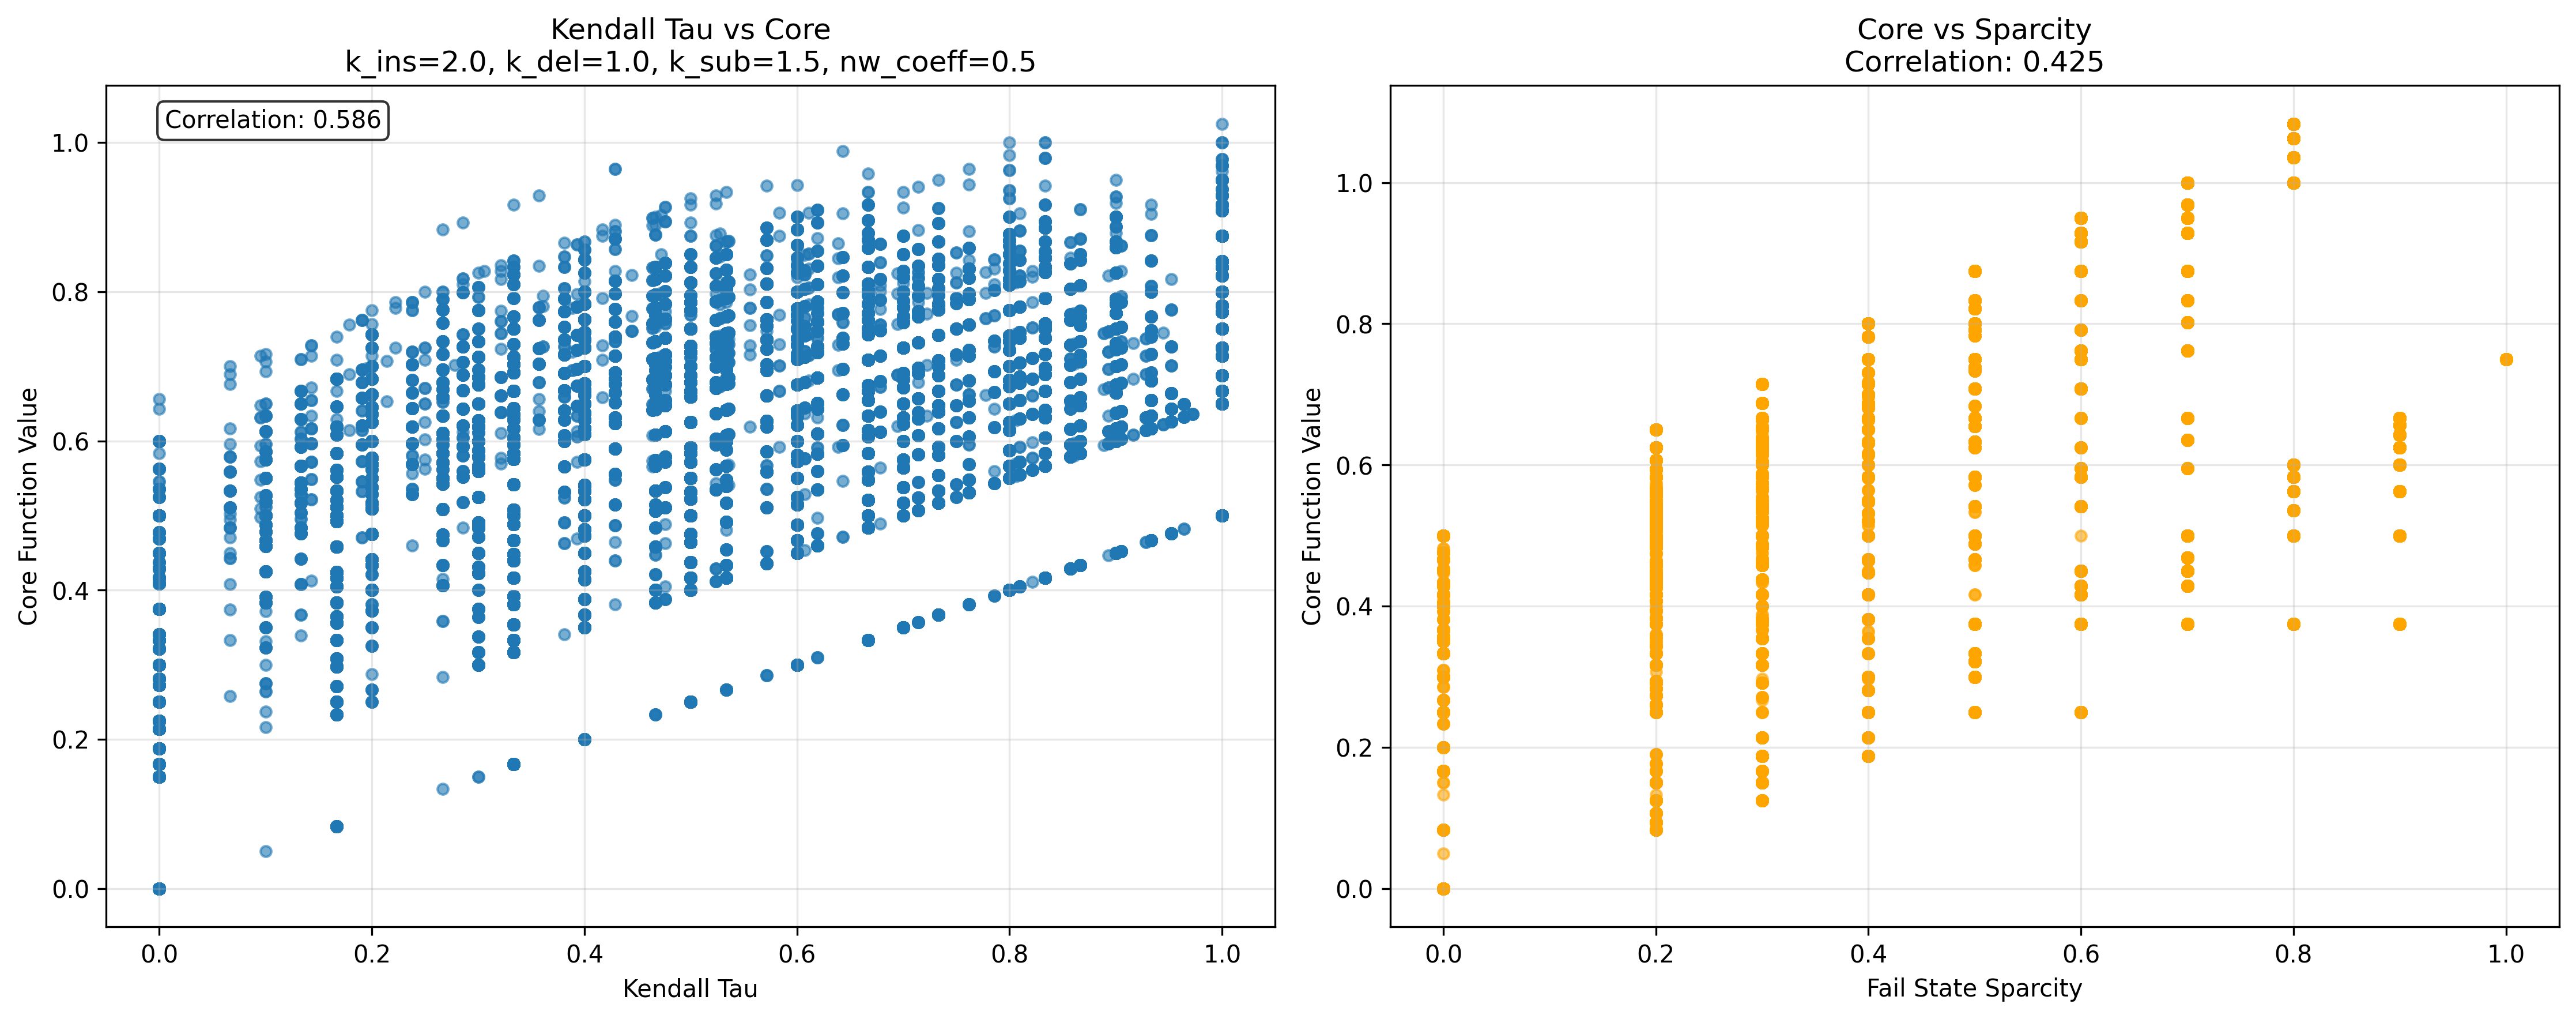 Kendall Tau vs Core
k_ins=2.0, k_del=1.0, k_sub=1.5, nw_coeff=0.5
Correlation: 0.586
1.0
0.8
0.6
0.4
0.2
0.0
Core Function Value
0.0 0.2 0.4 0.6 0.8 1.0
Kendall Tau
Core vs Sparcity
Correlation: 0.425
1.0
0.8
0.6
0.4
0.2
0.0
Core Function Value
0.0 0.2 0.4 0.6 0.8 1.0
Fail State Sparcity